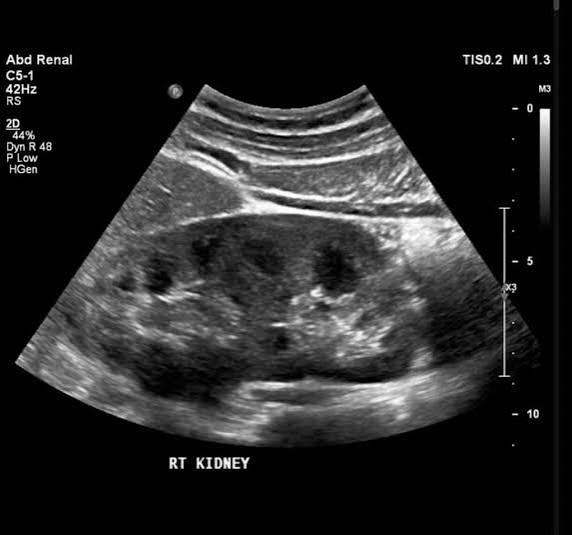 Abd Renal
C5-1
42Hz
RS
2D
44%
Dyn R 48
P Low
HGen
TIS0.2 MI 1.3
M3
P
0
5
X3
10
RT KIDNEY